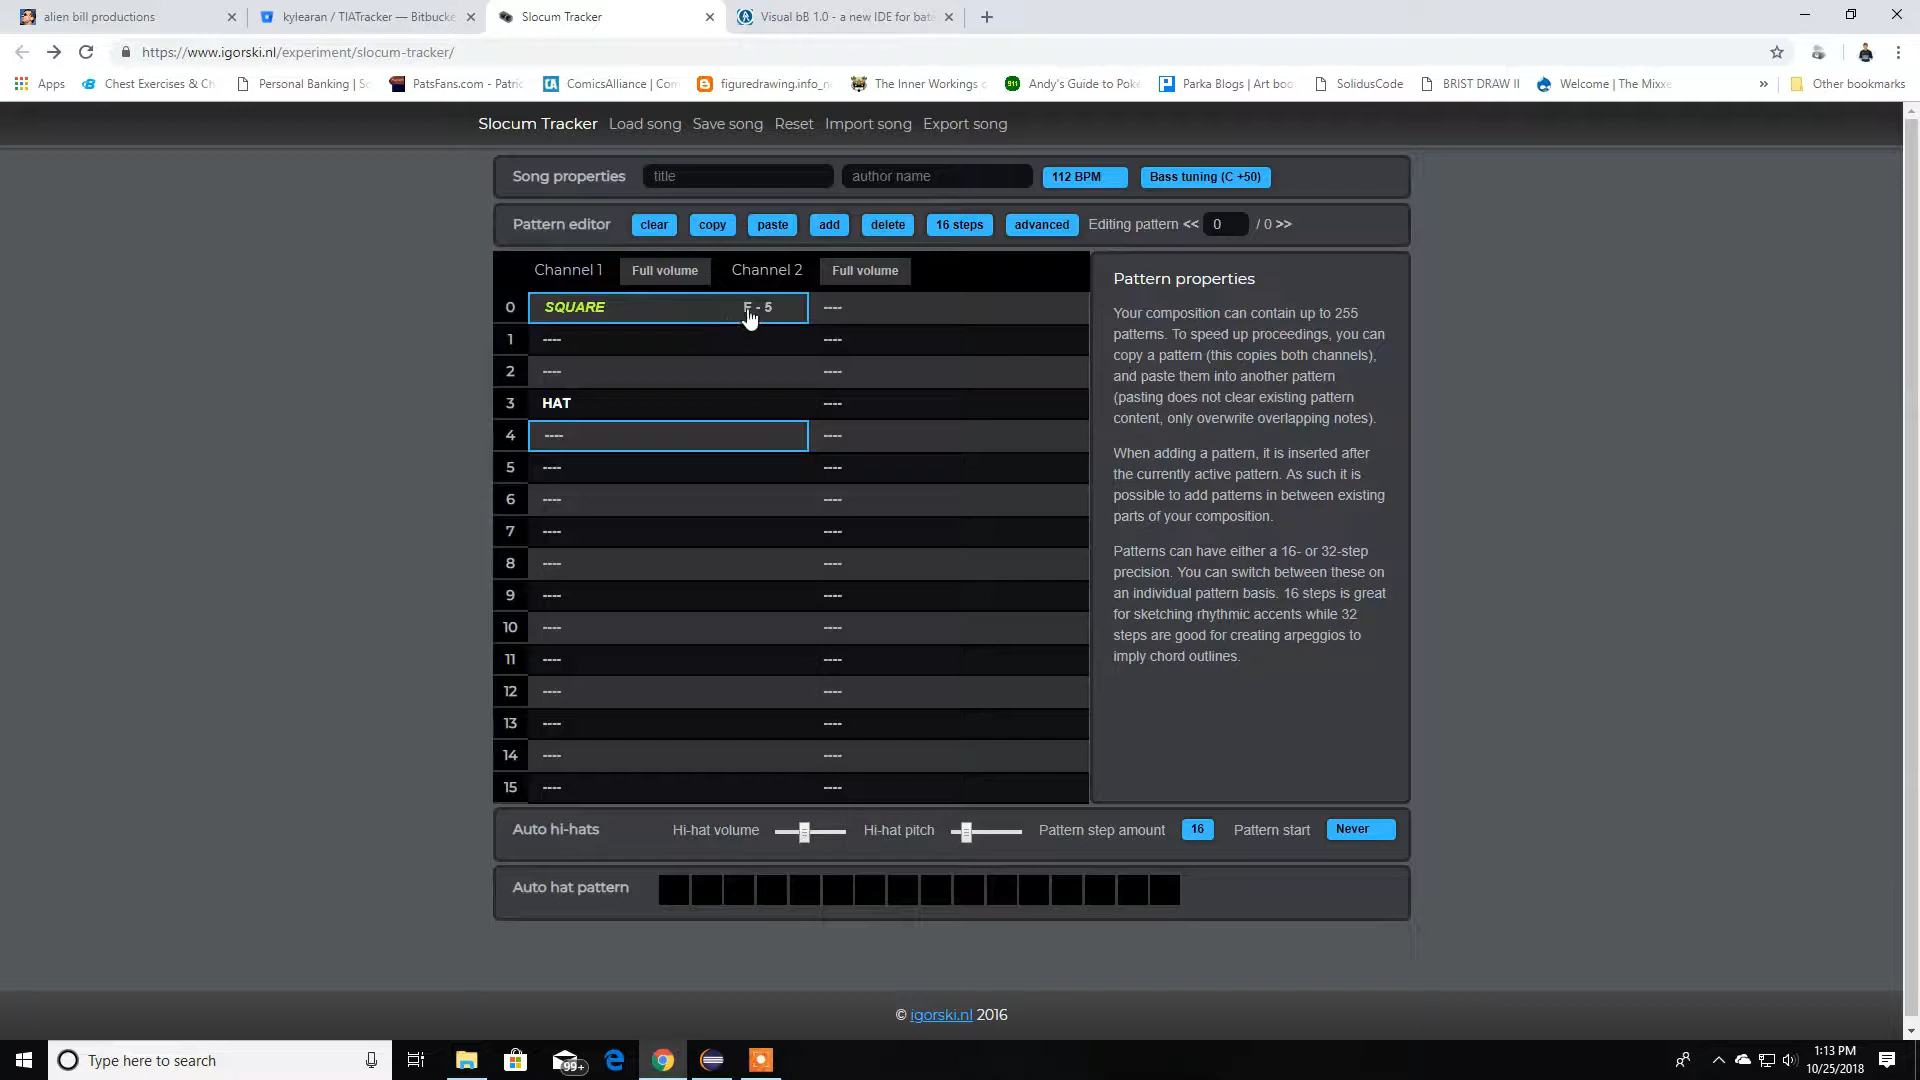 alien bill productions
kylearan / TIATracker — Bitbucke
Slocum Tracker
Visual bB 1.0 - a new IDE for bat
https://www.igorski.nl/experiment/slocum-tracker/
Apps
Chest Exercises & Ch
Personal Banking | S
PatsFans.com - Patric
ComicsAlliance | Com
figuredrawing.info_n
The Inner Workings o
Andy's Guide to Poké
Parka Blogs | Art boo
SolidusCode
BRIST DRAW II
Welcome | The Mixxe
»
Other bookmarks
Slocum Tracker Load song Save song Reset Import song Export song
Song properties title author name 112 BPM Bass tuning (C +50)
Pattern editor clear copy paste add delete 16 steps advanced Editing pattern << 0 / 0 >>
Channel 1 Full volume Channel 2 Full volume
0 SQUARE F - 5 ----
1 ---- ----
2 ---- ----
3 HAT ----
4 ---- ----
5 ---- ----
6 ---- ----
7 ---- ----
8 ---- ----
9 ---- ----
10 ---- ----
11 ---- ----
12 ---- ----
13 ---- ----
14 ---- ----
15 ---- ----
Pattern properties
Your composition can contain up to 255
patterns. To speed up proceedings, you can
copy a pattern (this copies both channels),
and paste them into another pattern
(pasting does not clear existing pattern
content, only overwrite overlapping notes).
When adding a pattern, it is inserted after
the currently active pattern. As such it is
possible to add patterns in between existing
parts of your composition.
Patterns can have either a 16- or 32-step
precision. You can switch between these on
an individual pattern basis. 16 steps is great
for sketching rhythmic accents while 32
steps are good for creating arpeggios to
imply chord outlines.
Auto hi-hats Hi-hat volume Hi-hat pitch Pattern step amount 16 Pattern start Never
Auto hat pattern
© igorski.nl 2016
Type here to search
99+
1:13 PM
10/25/2018